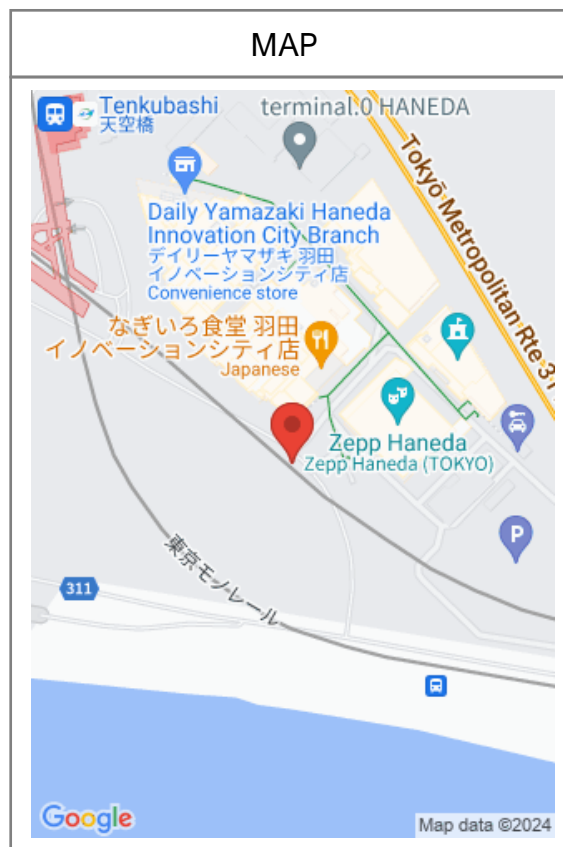 MAP
Tenkubashi
天空橋
terminal.0 HANEDA
Daily Yamazaki Haneda
Innovation City Branch
デイリーヤマザキ 羽田
イノベーションシティ店
Convenience store
Tokyo Metropolitan Rte 31
なぎいろ食堂 羽田
イノベーションシティ店
Japanese
Zepp Haneda
Zepp Haneda (TOKYO)
P
東京モノレール
311
Google
Map data ©2024